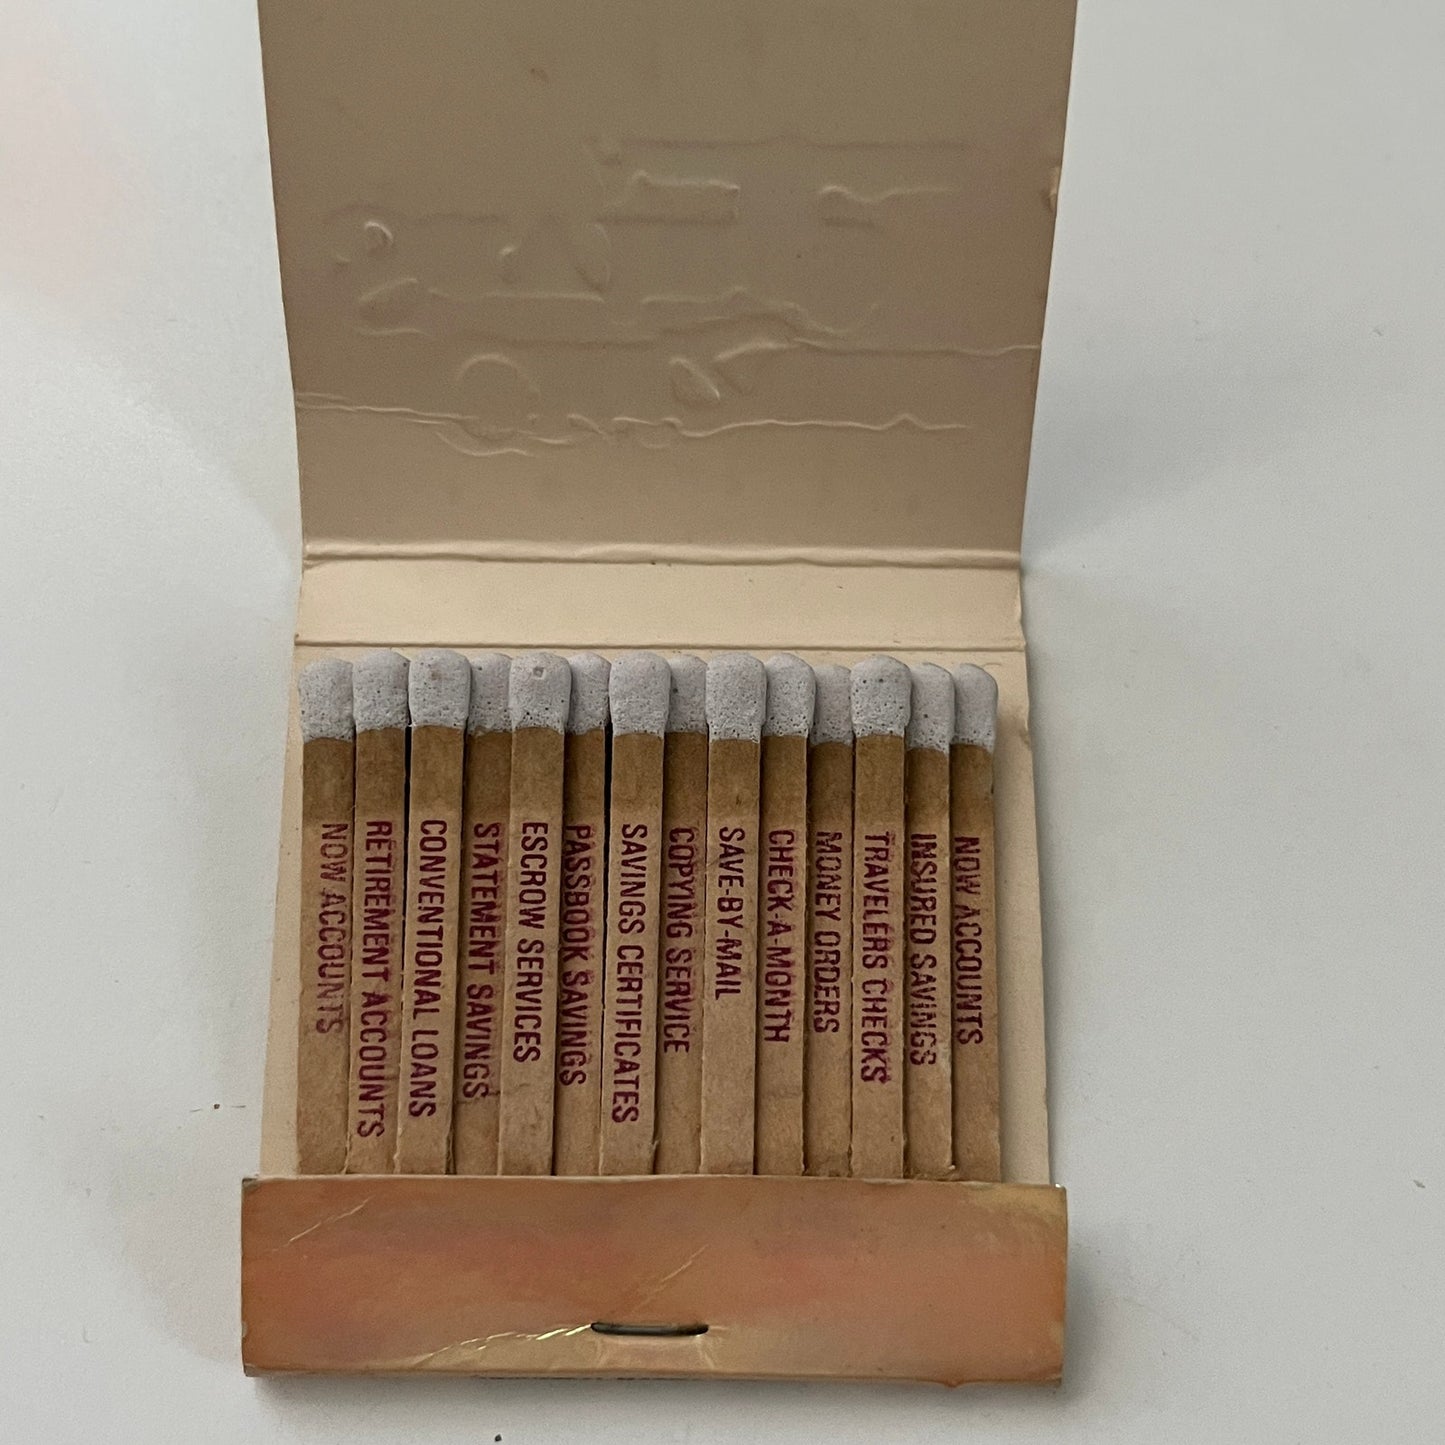 NOW ACCOUNTS
RETIREMENT ACCOUNTS
CONVENTIONAL LOANS
STATEMENT SAVINGS
ESCROW SERVICES
PASSBOOK SAVINGS
SAVINGS CERTIFICATES
COPYING SERVICE
SAVE-BY-MAIL
CHECK-A-MONTH
MONEY ORDERS
TRAVELERS CHECKS
INSURED SAVINGS
NOW ACCOUNTS